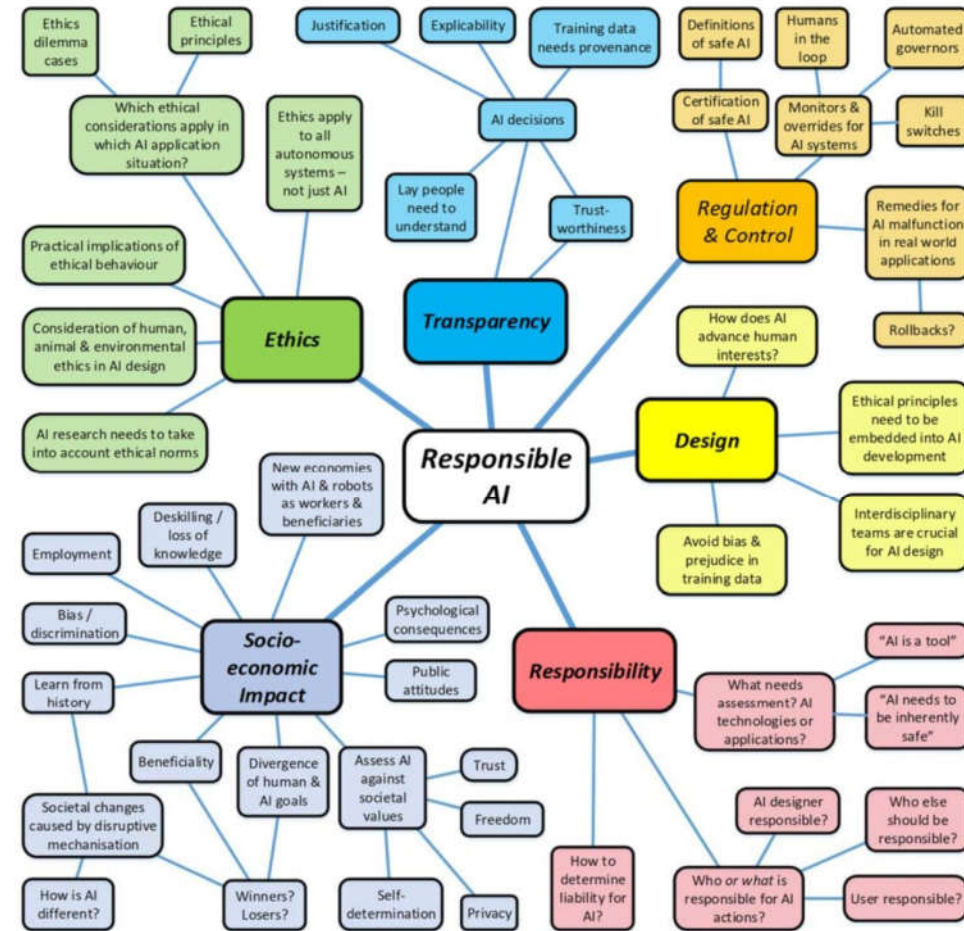 Ethics
dilemma
cases
Ethical
principles
Which ethical
considerations apply in
which AI application
situation?
Ethics apply
to all
autonomous
systems –
not just AI
Practical implications of
ethical behaviour
Consideration of human,
animal & environmental
ethics in AI design
AI research needs to take
into account ethical norms
Ethics
Justification
Explicability
Training data
needs provenance
AI decisions
Lay people
need to
understand
Trust-
worthiness
Transparency
Definitions
of safe AI
Humans
in the
loop
Automated
governors
Certification
of safe AI
Monitors &
overrides for
AI systems
Kill
switches
Regulation
& Control
Remedies for
AI malfunction
in real world
applications
Rollbacks?
How does AI
advance human
interests?
Design
Ethical principles
need to be
embedded into AI
development
Interdisciplinary
teams are crucial
for AI design
Avoid bias &
prejudice in
training data
Responsible
AI
New economies
with AI & robots
as workers &
beneficiaries
Deskilling /
loss of
knowledge
Employment
Bias /
discrimination
Learn from
history
Socio-
economic
Impact
Psychological
consequences
Public
attitudes
Beneficiality
Divergence
of human &
AI goals
Assess AI
against
societal
values
Trust
Freedom
Societal changes
caused by disruptive
mechanisation
How is AI
different?
Winners?
Losers?
Self-
determination
Privacy
Responsibility
What needs
assessment? AI
technologies or
applications?
“AI is a tool”
“AI needs to
be inherently
safe”
How to
determine
liability for
AI?
AI designer
responsible?
Who else
should be
responsible?
Who or what is
responsible for AI
actions?
User responsible?